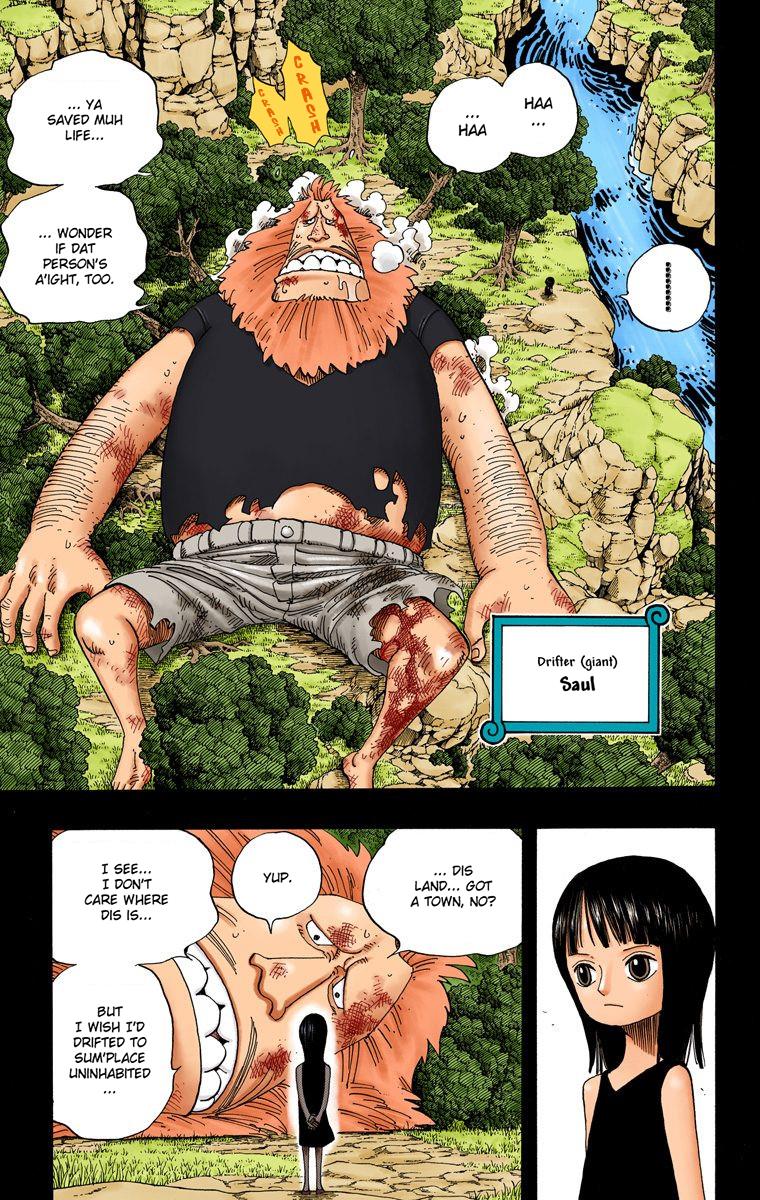 HAA
...
...
HAA
CRASH
CRASH
... YA
SAVED MUH
LIFE...
... WONDER
IF DAT
PERSON'S
A'IGHT, TOO.
.........
Drifter (giant)
Saul
... DIS
LAND... GOT
A TOWN, NO?
YUP.
I SEE...
I DON'T
CARE WHERE
DIS IS...
BUT
I WISH I'D
DRIFTED TO
SUM'PLACE
UNINHABITED
...